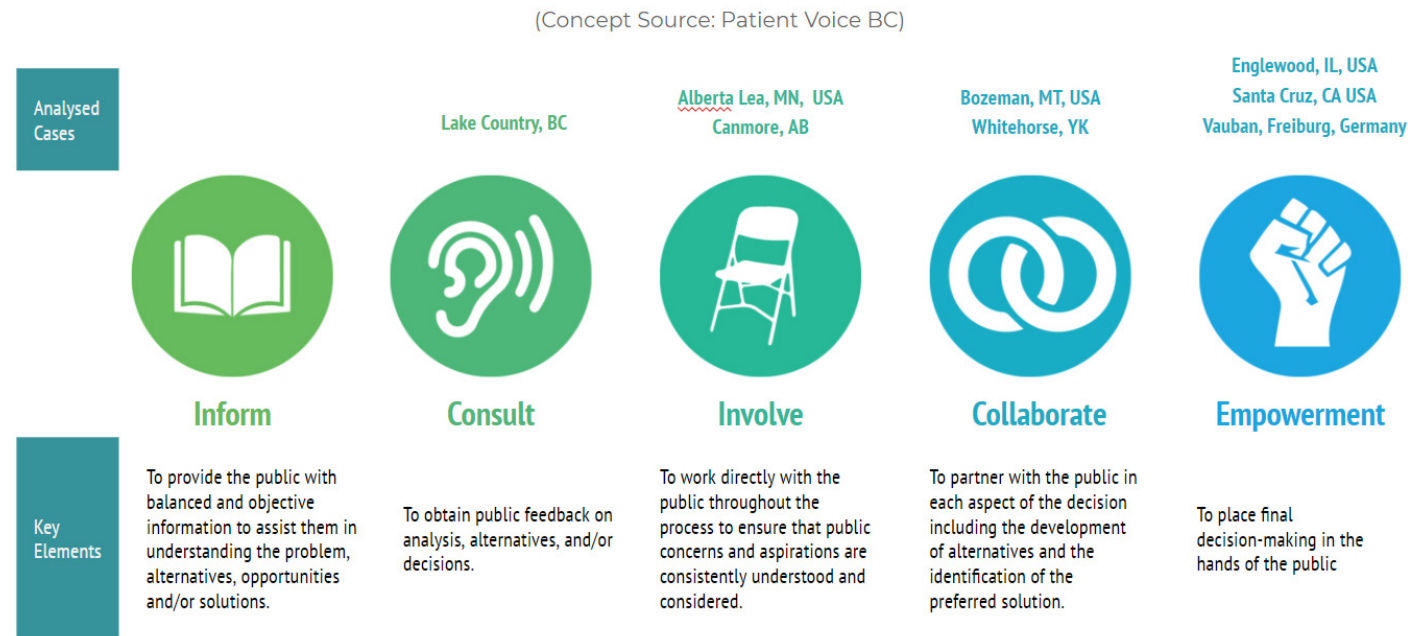 (Concept Source: Patient Voice BC)
Analysed
Cases
Lake Country, BC
Alberta Lea, MN, USA
Canmore, AB
Bozeman, MT, USA
Whitehorse, YK
Englewood, IL, USA
Santa Cruz, CA USA
Vauban, Freiburg, Germany
Inform
Consult
Involve
Collaborate
Empowerment
Key
Elements
To provide the public with
balanced and objective
information to assist them in
understanding the problem,
alternatives, opportunities
and/or solutions.
To obtain public feedback on
analysis, alternatives, and/or
decisions.
To work directly with the
public throughout the
process to ensure that public
concerns and aspirations are
consistently understood and
considered.
To partner with the public in
each aspect of the decision
including the development
of alternatives and the
identification of the
preferred solution.
To place final
decision-making in the
hands of the public